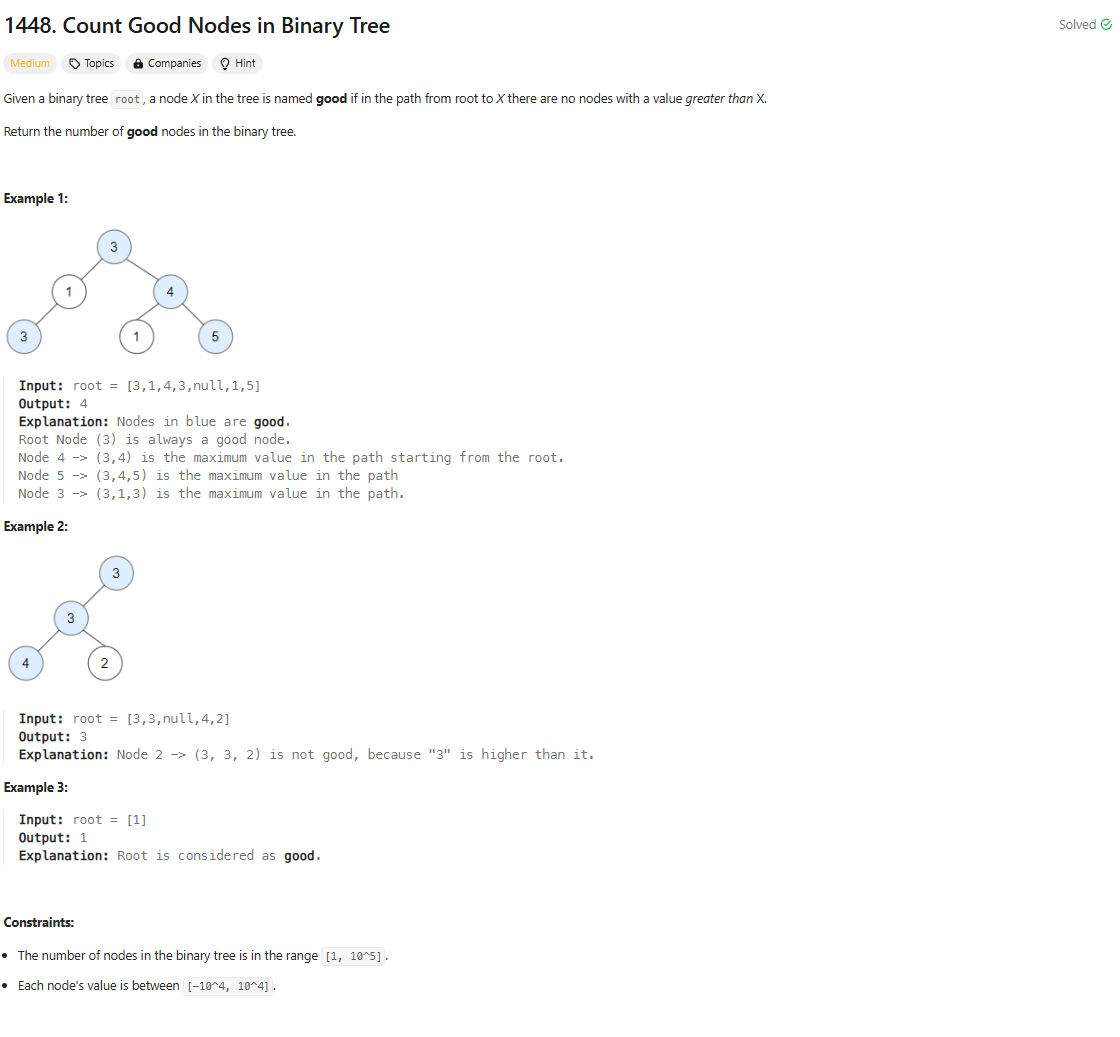 1448. Count Good Nodes in Binary Tree
Solved
Medium Topics Companies Hint
Given a binary tree root, a node X in the tree is named good if in the path from root to X there are no nodes with a value greater than X.
Return the number of good nodes in the binary tree.
Example 1:
3
1 4
3 1 5
Input: root = [3,1,4,3,null,1,5]
Output: 4
Explanation: Nodes in blue are good.
Root Node (3) is always a good node.
Node 4 -> (3,4) is the maximum value in the path starting from the root.
Node 5 -> (3,4,5) is the maximum value in the path
Node 3 -> (3,1,3) is the maximum value in the path.
Example 2:
3
3
4 2
Input: root = [3,3,null,4,2]
Output: 3
Explanation: Node 2 -> (3, 3, 2) is not good, because "3" is higher than it.
Example 3:
Input: root = [1]
Output: 1
Explanation: Root is considered as good.
Constraints:
• The number of nodes in the binary tree is in the range [1, 10^5].
• Each node's value is between [-10^4, 10^4].